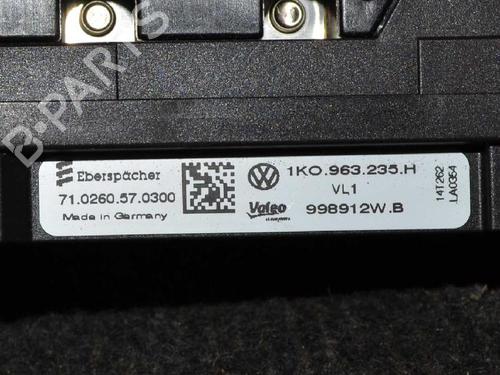 B-PARTS
Eberspächer
71.0260.57.0300
Made in Germany
1K0.963.235.H
VL1
Valeo
998912W.B
14T262
LA0354